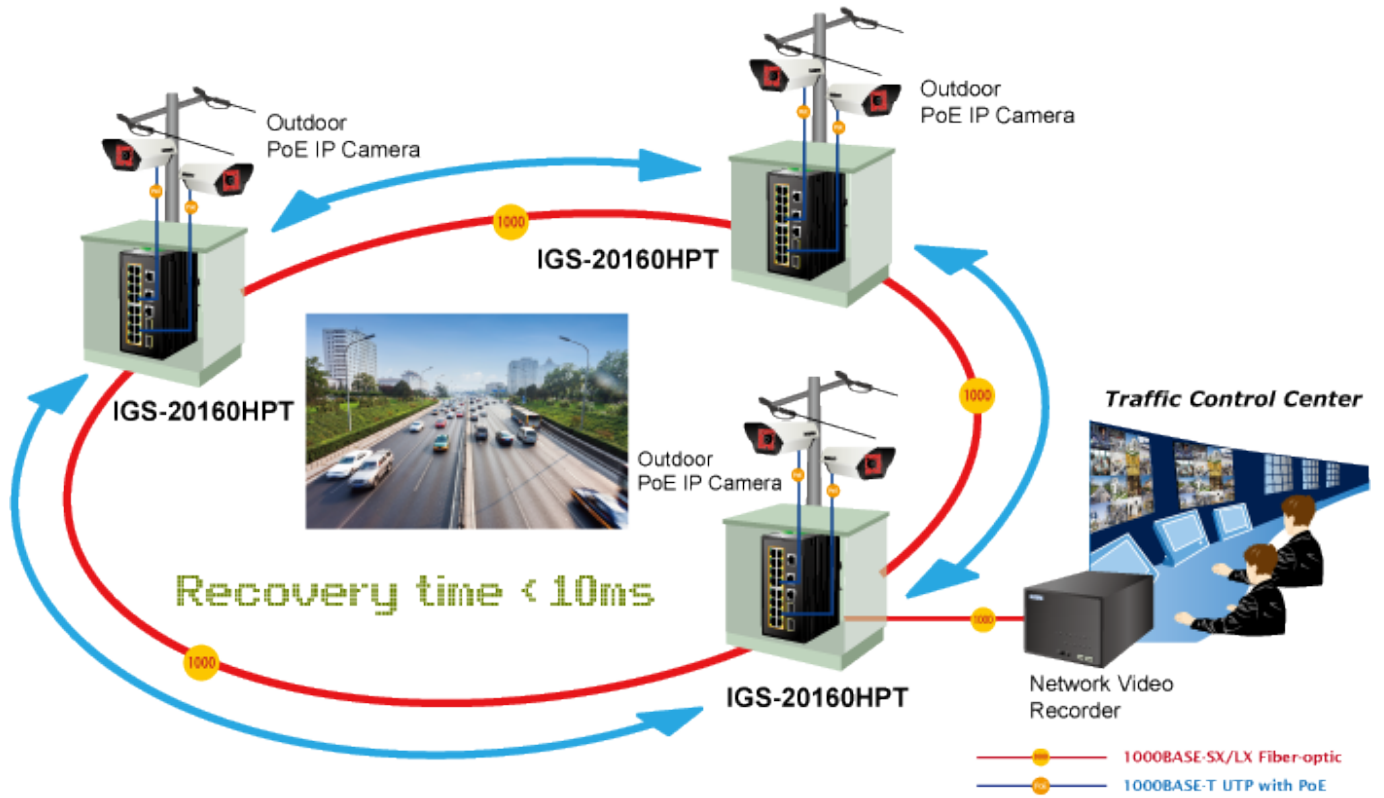 Outdoor
PoE IP Camera
Outdoor
PoE IP Camera
1000
IGS-20160HPT
IGS-20160HPT
1000
Traffic Control Center
Outdoor
PoE IP Camera
Recovery time < 10ms
1000
1000
IGS-20160HPT
Network Video
Recorder
1000BASE-SX/LX Fiber-optic
1000BASE-T UTP with PoE